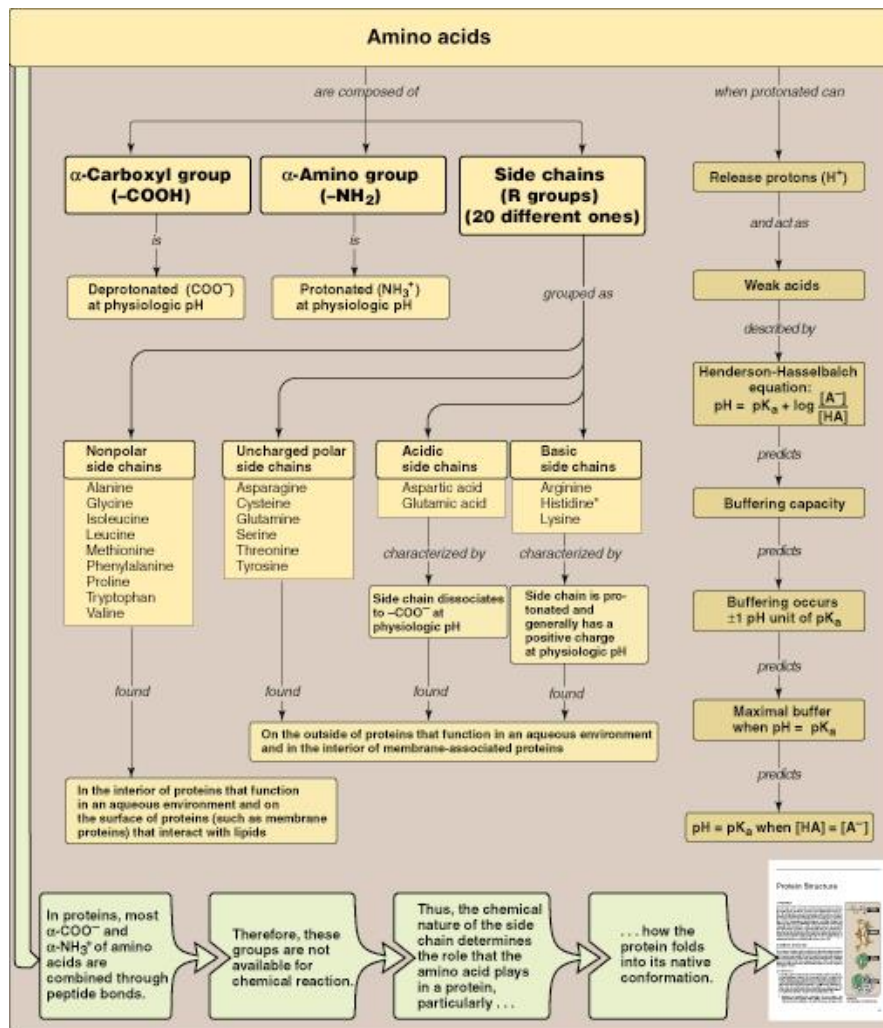 Amino acids
are composed of
when protonated can
α-Carboxyl group
(–COOH)
α-Amino group
(–NH₂)
Side chains
(R groups)
(20 different ones)
Release protons (H⁺)
is
is
and act as
Deprotonated (COO⁻)
at physiologic pH
Protonated (NH₃⁺)
at physiologic pH
grouped as
Weak acids
described by
Henderson-Hasselbalch
equation:
pH = pKₐ + log [A⁻]
[HA]
predicts
Nonpolar
side chains
Alanine
Glycine
Isoleucine
Leucine
Methionine
Phenylalanine
Proline
Tryptophan
Valine
Uncharged polar
side chains
Asparagine
Cysteine
Glutamine
Serine
Threonine
Tyrosine
Acidic
side chains
Aspartic acid
Glutamic acid
Basic
side chains
Arginine
Histidine*
Lysine
Buffering capacity
characterized by
characterized by
predicts
Side chain dissociates
to –COO⁻ at
physiologic pH
Side chain is pro-
tonated and
generally has a
positive charge
at physiologic pH
Buffering occurs
±1 pH unit of pKₐ
predicts
found
found
found
found
Maximal buffer
when pH = pKₐ
On the outside of proteins that function in an aqueous environment
and in the interior of membrane-associated proteins
predicts
In the interior of proteins that function
in an aqueous environment and on
the surface of proteins (such as membrane
proteins) that interact with lipids
pH = pKₐ when [HA] = [A⁻]
In proteins, most
α-COO⁻ and
α-NH₃⁺ of amino
acids are
combined through
peptide bonds.
Therefore, these
groups are not
available for
chemical reaction.
Thus, the chemical
nature of the side
chain determines
the role that the
amino acid plays
in a protein,
particularly . . .
. . . how the
protein folds
into its native
conformation.
Protein Structure